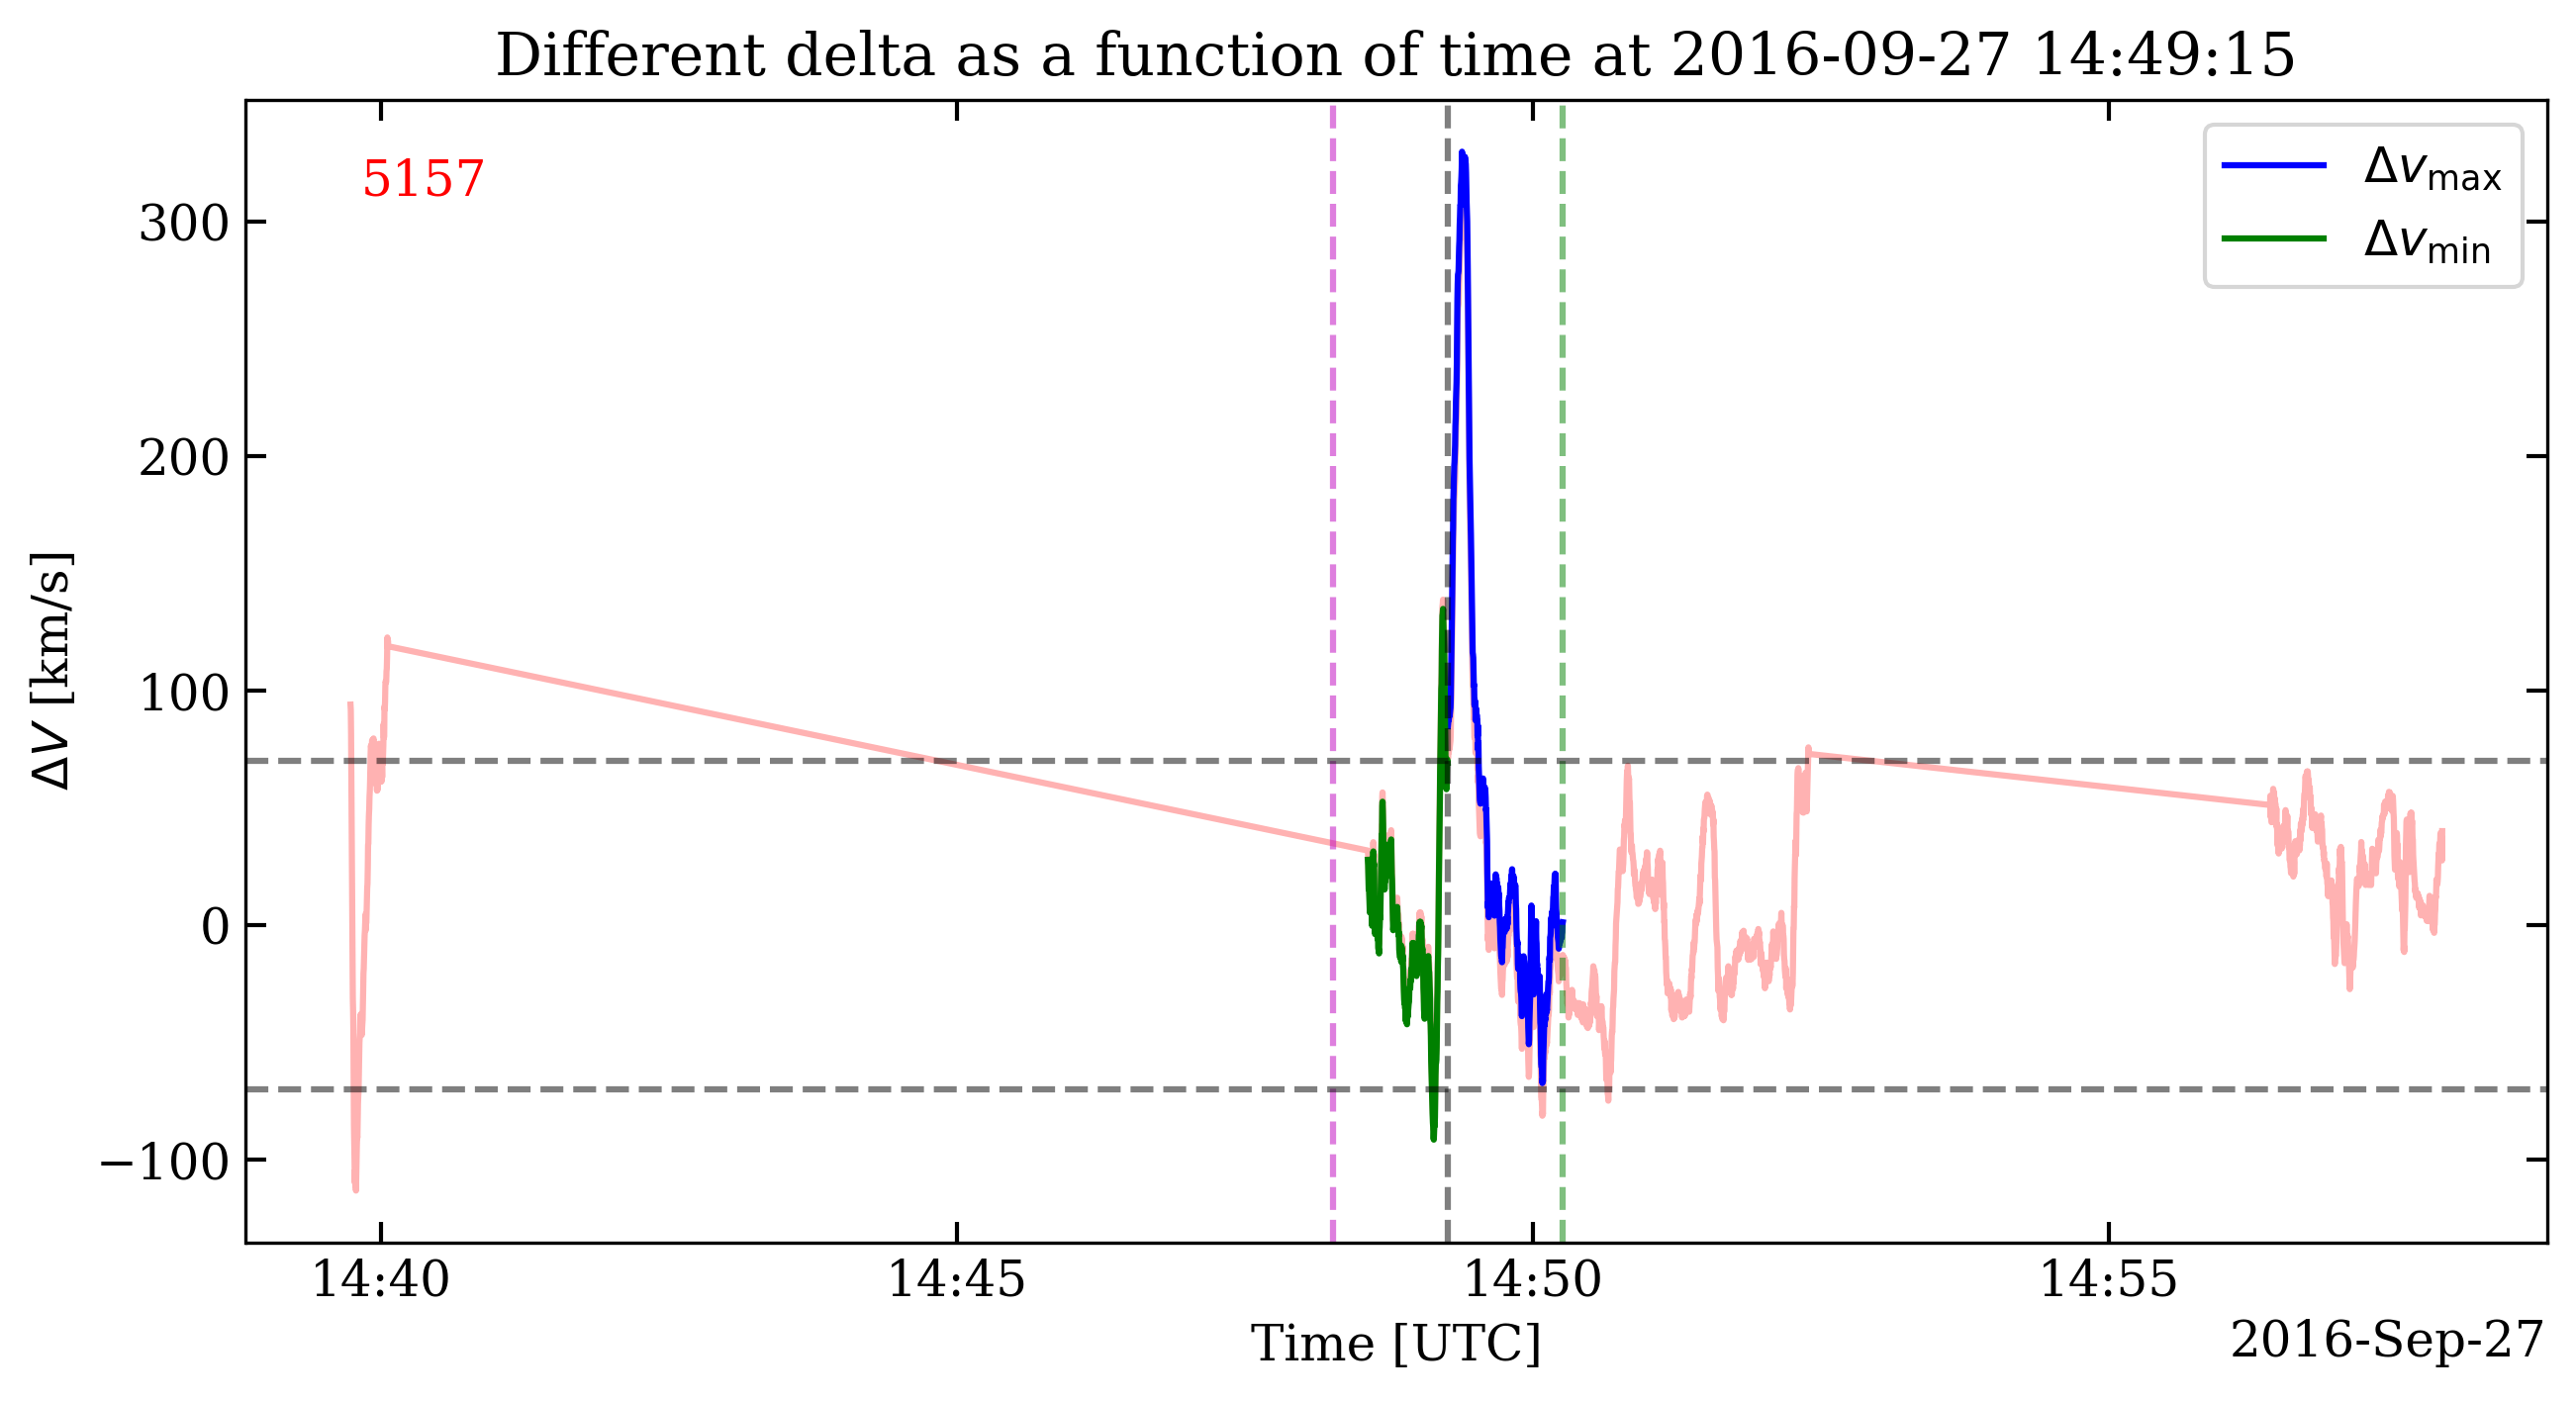 Different delta as a function of time at 2016-09-27 14:49:15
5157
Δv_max
Δv_min
300
200
100
0
−100
ΔV [km/s]
14:40 14:45 14:50 14:55
Time [UTC]
2016-Sep-27